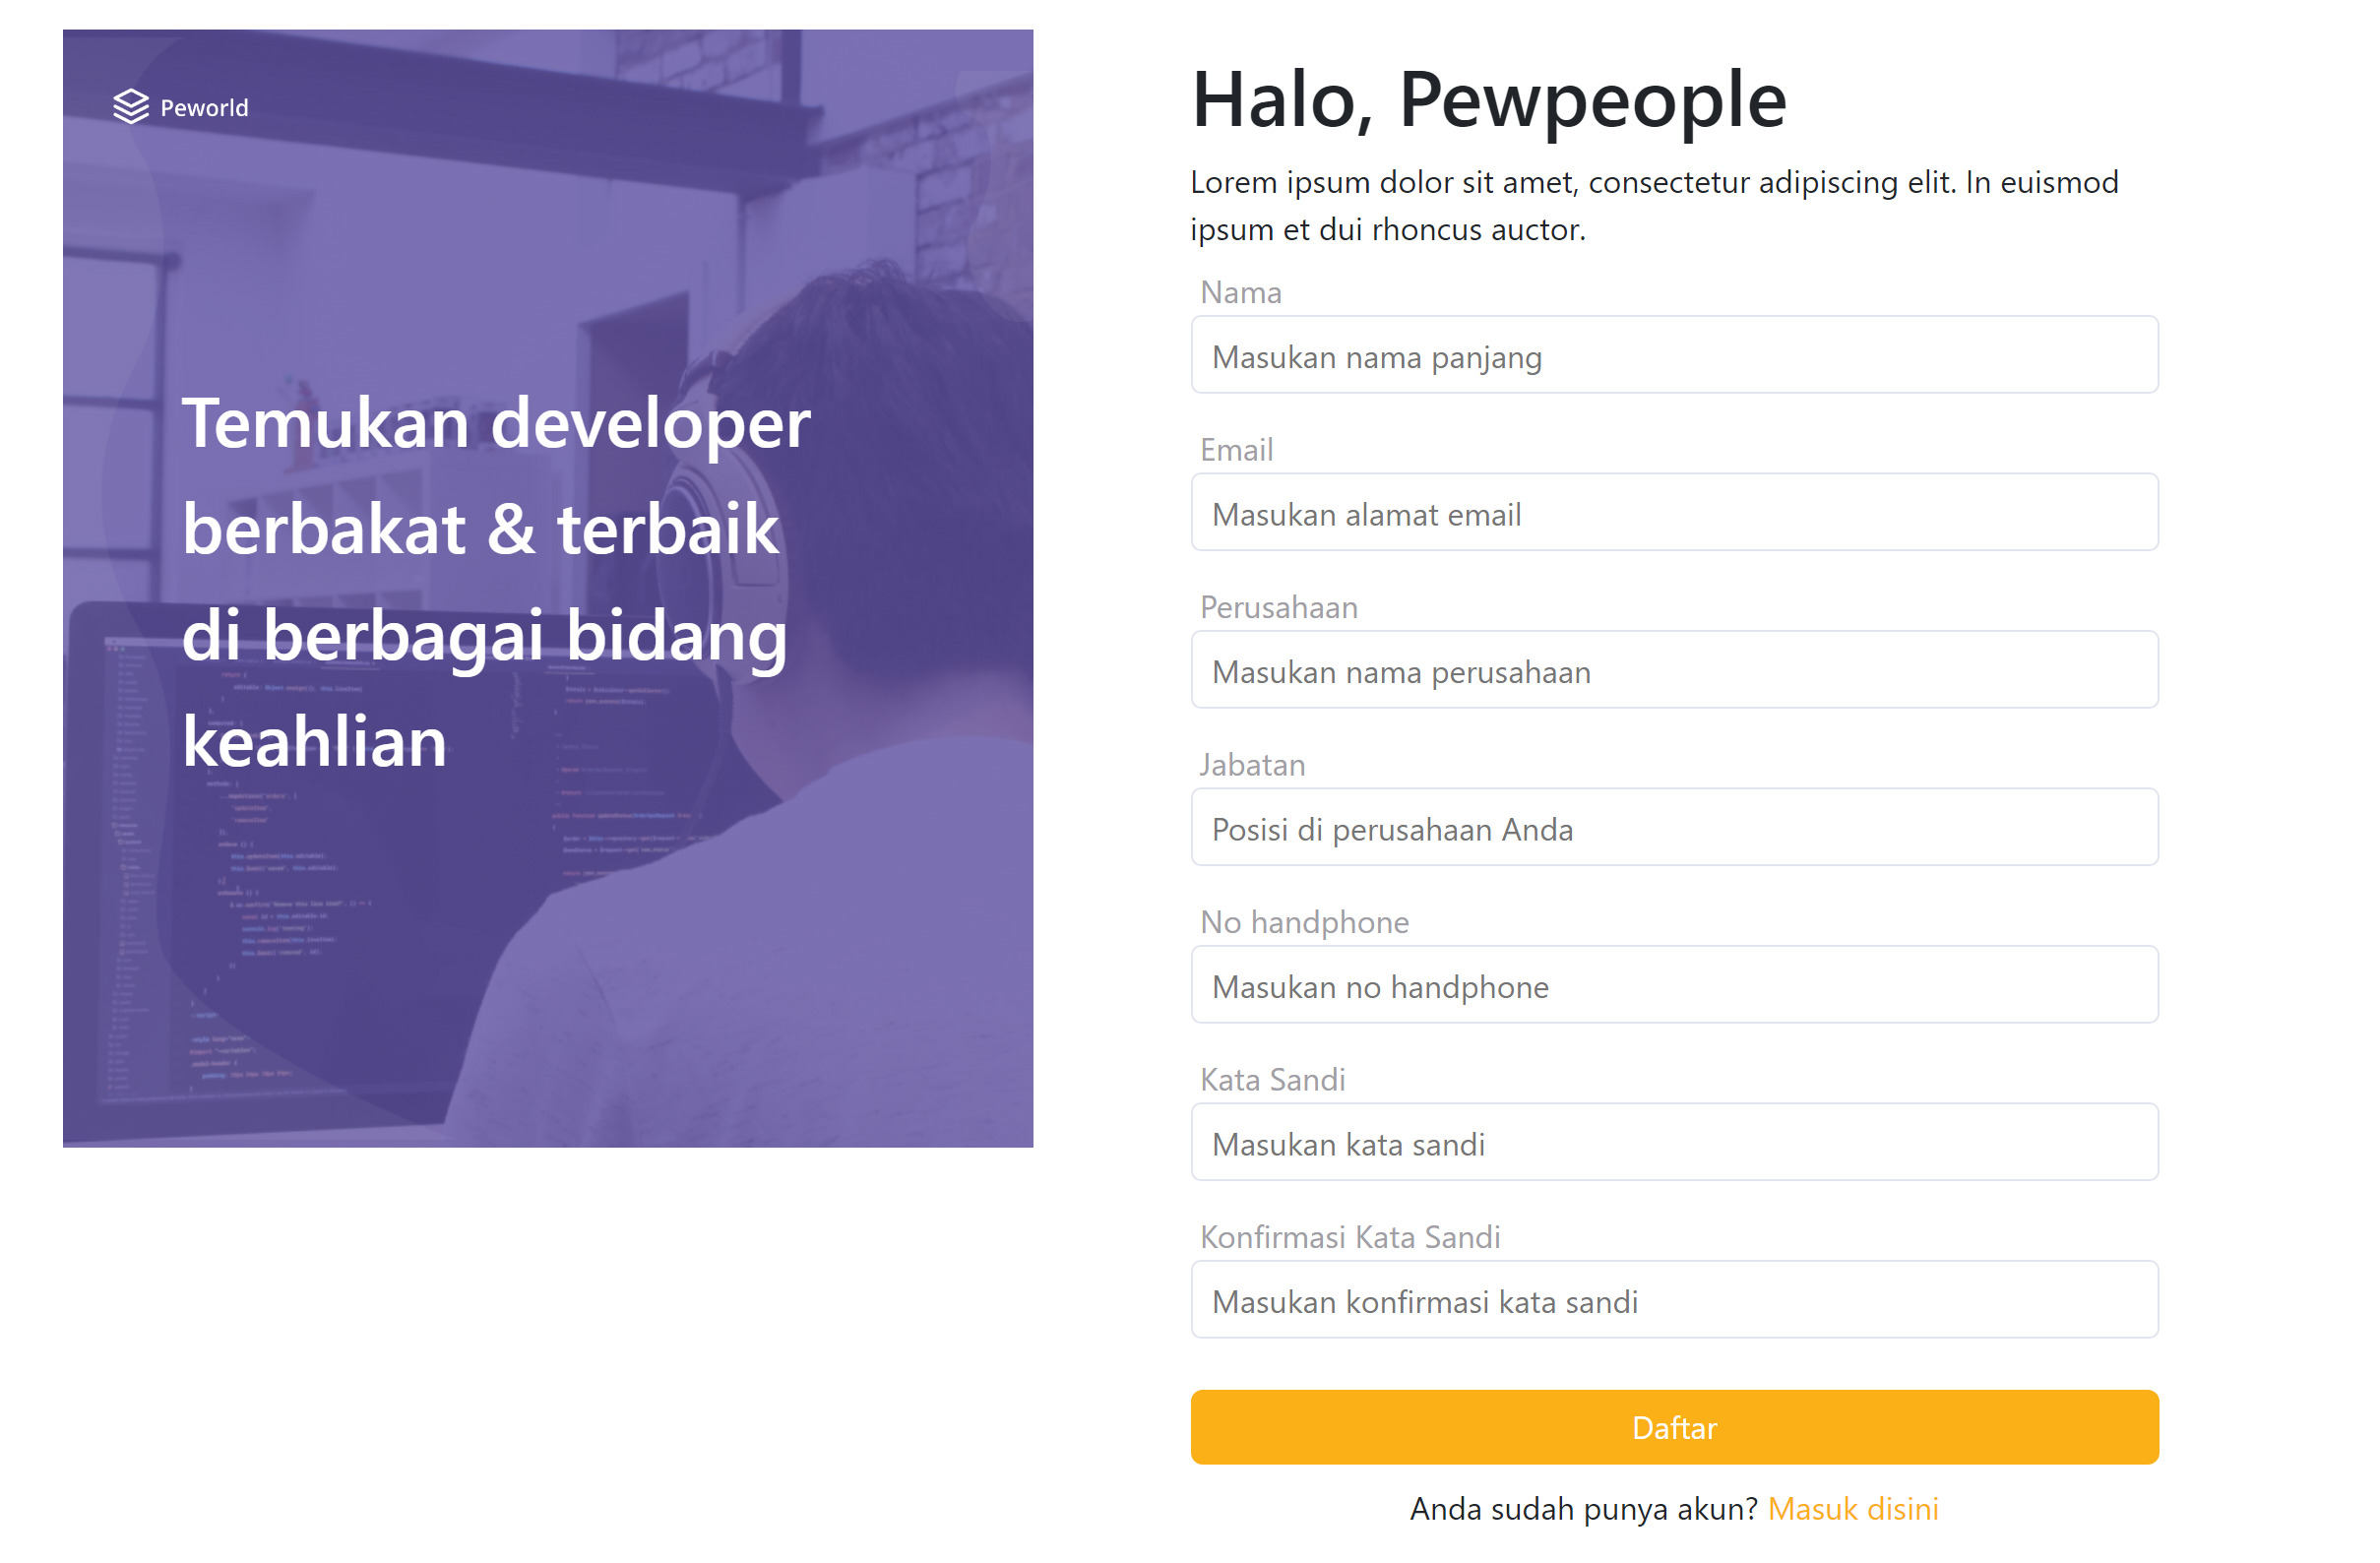 Peworld
Temukan developer
berbakat & terbaik
di berbagai bidang
keahlian
Halo, Pewpeople
Lorem ipsum dolor sit amet, consectetur adipiscing elit. In euismod
ipsum et dui rhoncus auctor.
Nama
Masukan nama panjang
Email
Masukan alamat email
Perusahaan
Masukan nama perusahaan
Jabatan
Posisi di perusahaan Anda
No handphone
Masukan no handphone
Kata Sandi
Masukan kata sandi
Konfirmasi Kata Sandi
Masukan konfirmasi kata sandi
Daftar
Anda sudah punya akun? Masuk disini